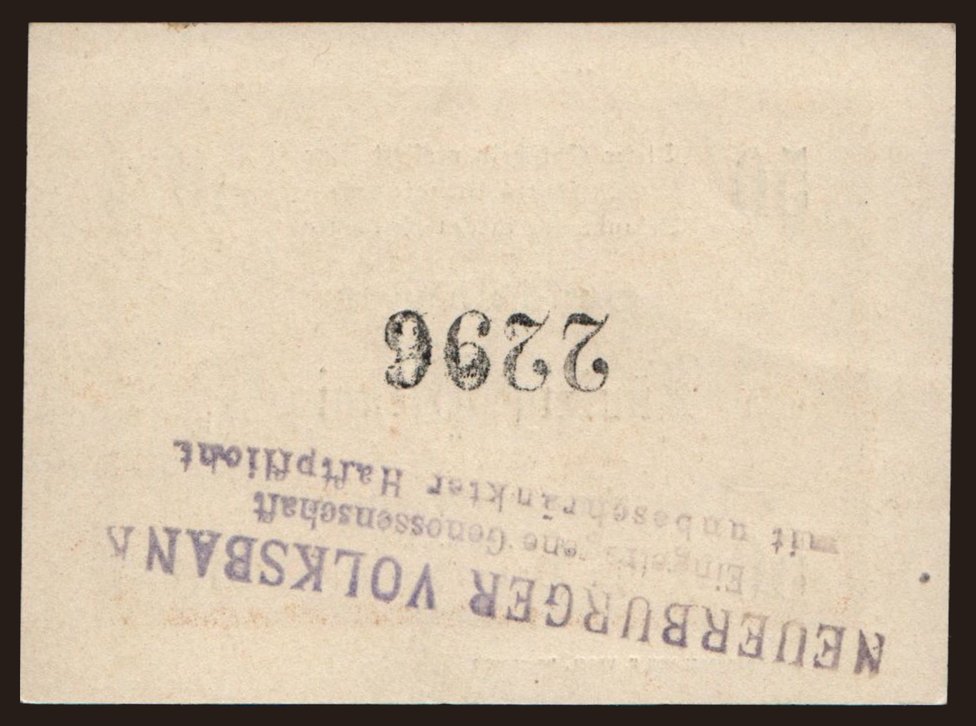 NEUERBURGER VOLKSBANK
Eingetragene Genossenschaft
mit unbeschränkter Haftpflicht
2296